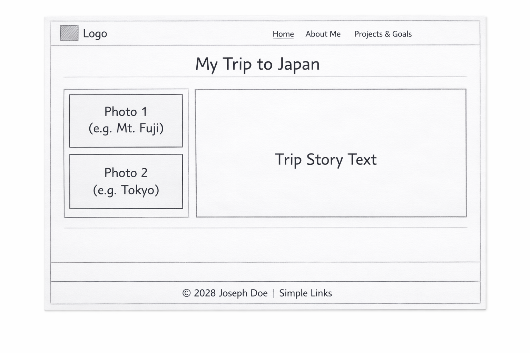 Logo
Home About Me Projects & Goals
My Trip to Japan
Photo 1
(e.g. Mt. Fuji)
Photo 2
(e.g. Tokyo)
Trip Story Text
© 2028 Joseph Doe | Simple Links